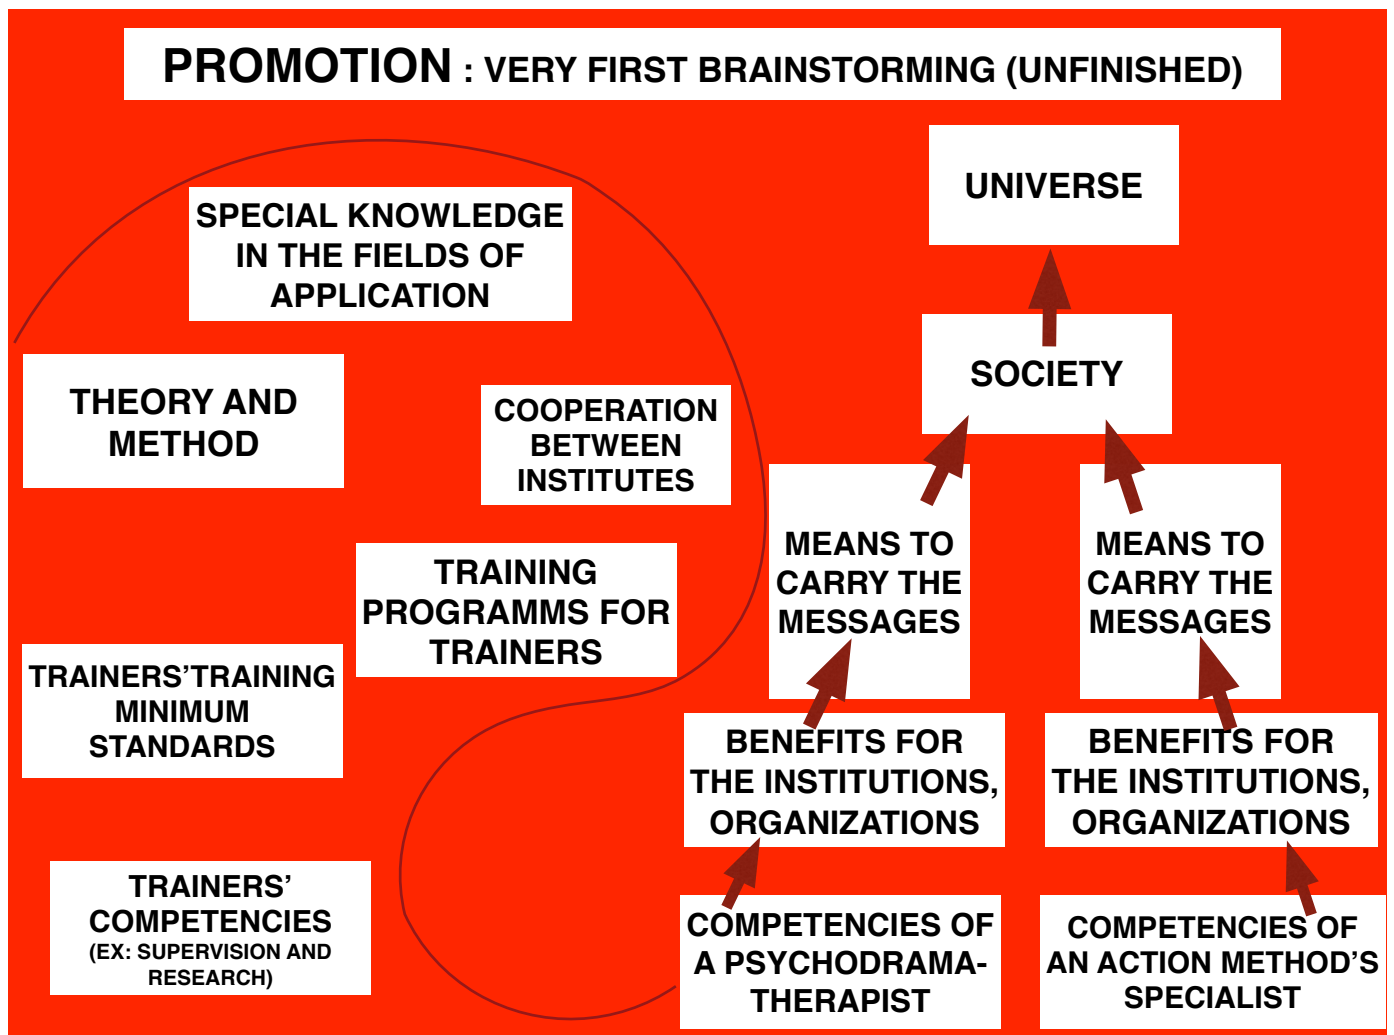 PROMOTION : VERY FIRST BRAINSTORMING (UNFINISHED)
UNIVERSE
SPECIAL KNOWLEDGE
IN THE FIELDS OF
APPLICATION
SOCIETY
THEORY AND
METHOD
COOPERATION
BETWEEN
INSTITUTES
MEANS TO
CARRY THE
MESSAGES
MEANS TO
CARRY THE
MESSAGES
TRAINING
PROGRAMMS FOR
TRAINERS
TRAINERS'TRAINING
MINIMUM
STANDARDS
BENEFITS FOR
THE INSTITUTIONS,
ORGANIZATIONS
BENEFITS FOR
THE INSTITUTIONS,
ORGANIZATIONS
TRAINERS'
COMPETENCIES
(EX: SUPERVISION AND
RESEARCH)
COMPETENCIES OF
A PSYCHODRAMA-
THERAPIST
COMPETENCIES OF
AN ACTION METHOD'S
SPECIALIST